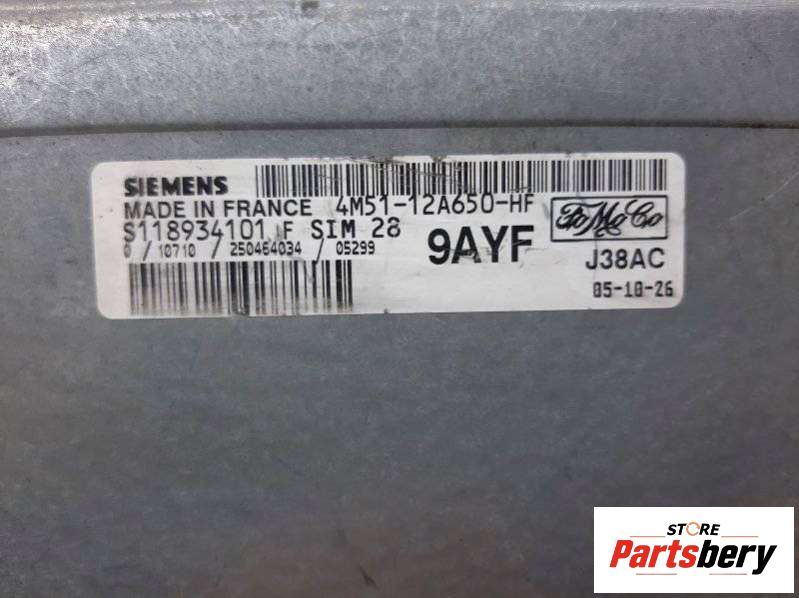 SIEMENS
MADE IN FRANCE 4M51-12A650-HF
S118934101 F SIM 28
0 / 10710 / 250464034 / 05299
9AYF
FoMoCo
J38AC
05-10-26
STORE
Partsbery